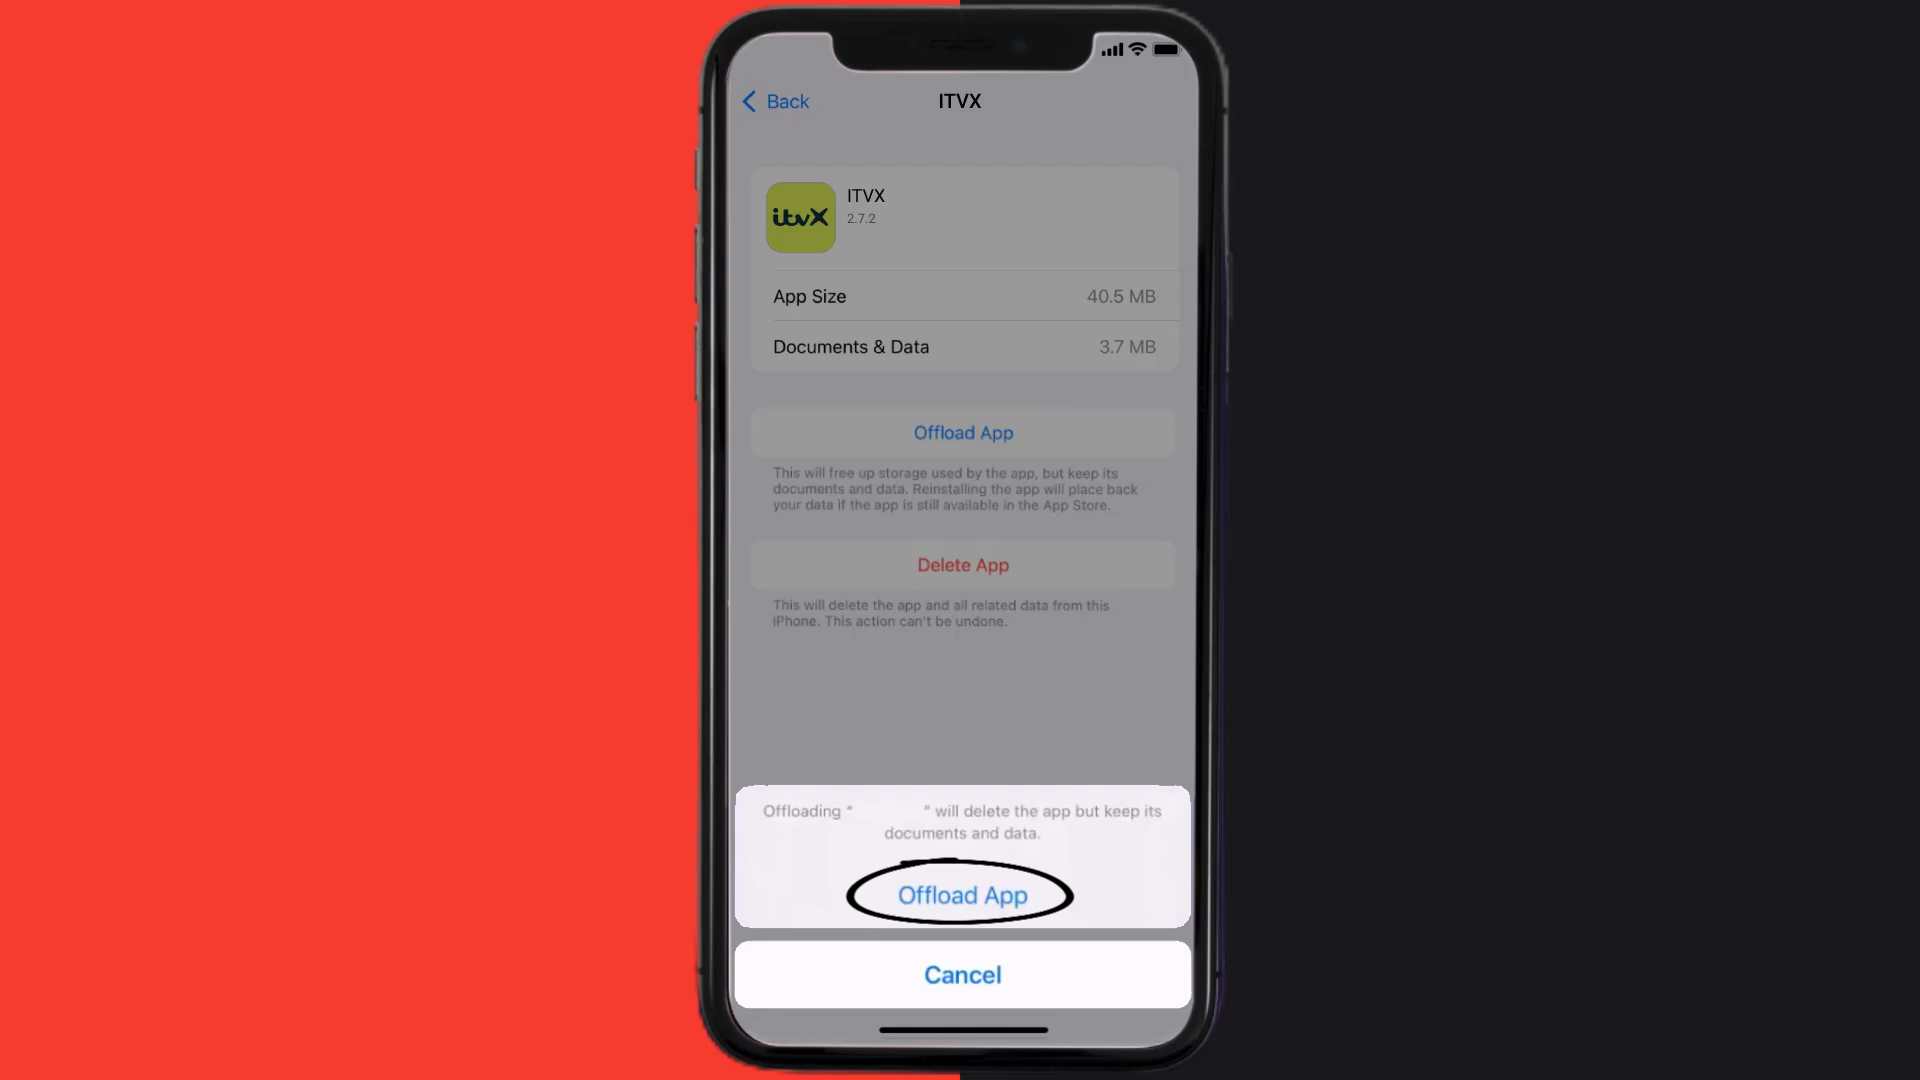 Back
ITVX
itvX
ITVX
2.7.2
App Size 40.5 MB
Documents & Data 3.7 MB
Offload App
This will free up storage used by the app, but keep its
documents and data. Reinstalling the app will place back
your data if the app is still available in the App Store.
Delete App
This will delete the app and all related data from this
iPhone. This action can't be undone.
Offloading “ ” will delete the app but keep its
documents and data.
Offload App
Cancel